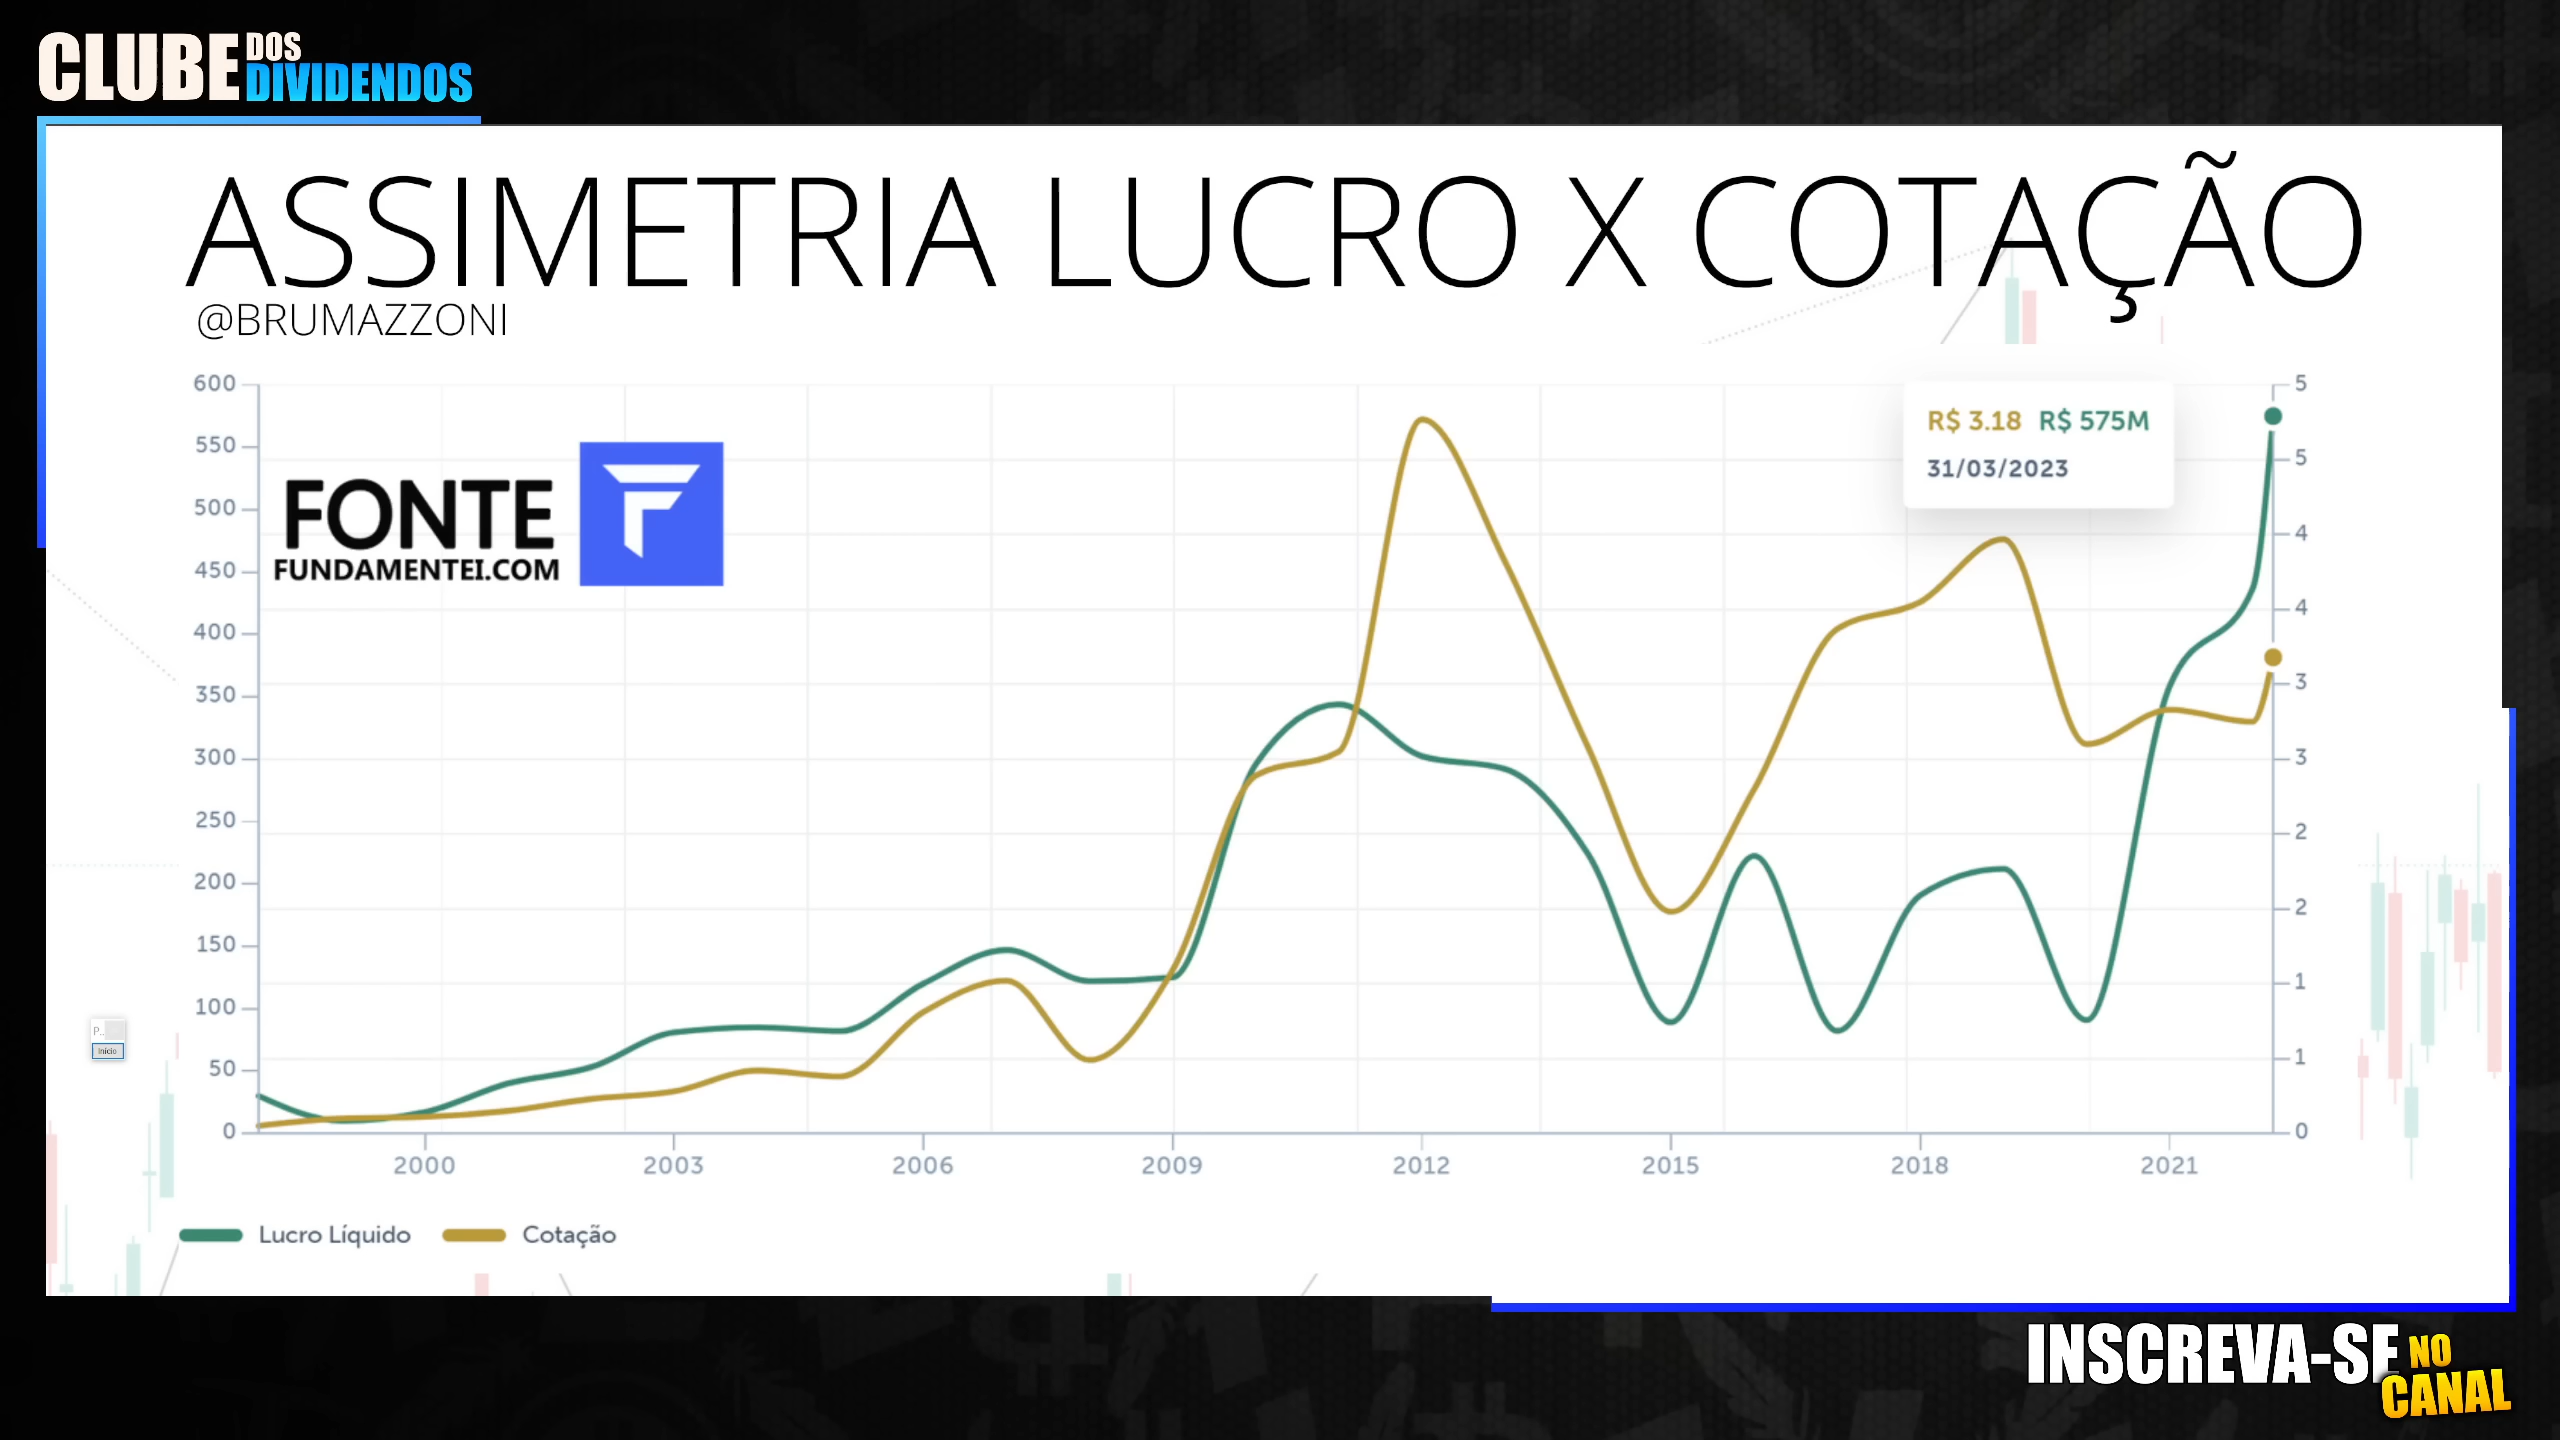 CLUBE DOS
DIVIDENDOS
ASSIMETRIA LUCRO X COTAÇÃO
@BRUMAZZONI
600
550
500
450
400
350
300
250
200
150
100
50
0
FONTE
FUNDAMENTEI.COM
R$ 3.18 R$ 575M
31/03/2023
5
5
4
4
3
3
2
2
1
1
0
P..
Início
2000 2003 2006 2009 2012 2015 2018 2021
Lucro Líquido Cotação
INSCREVA-SE NO
CANAL